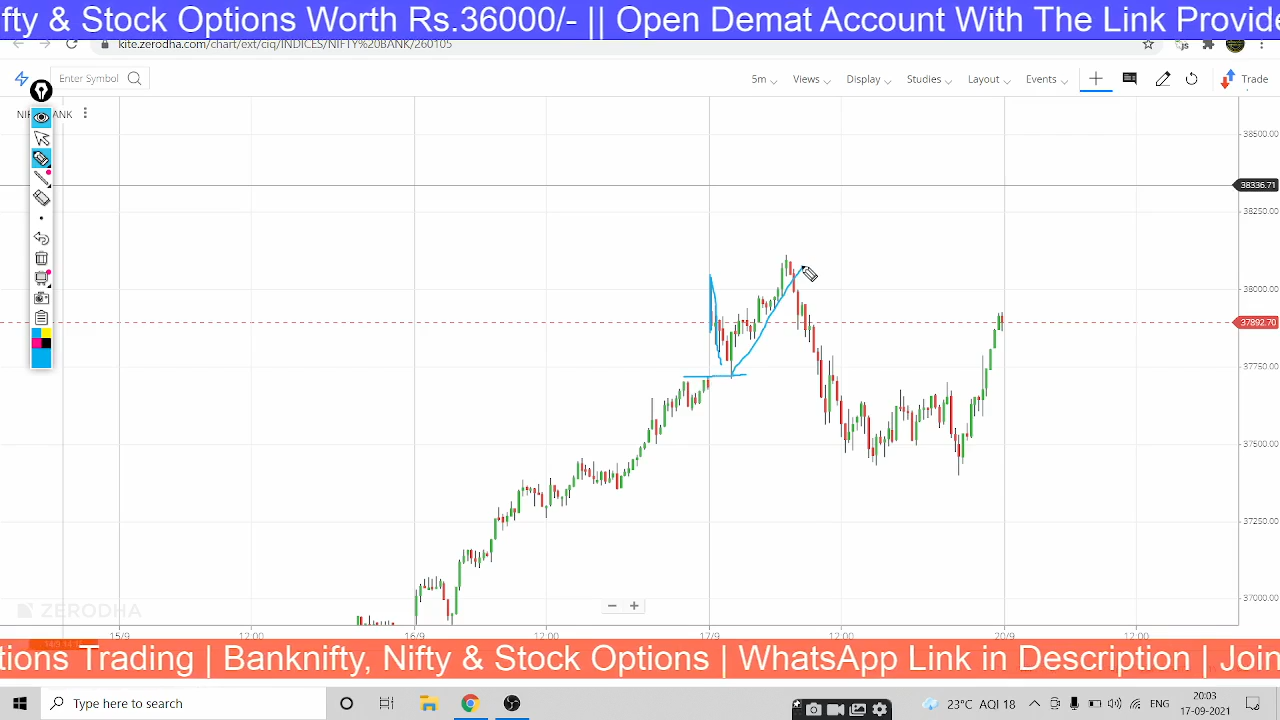 fty & Stock Options Worth Rs.36000/- || Open Demat Account With The Link Provide
kite.zerodha.com/chart/ext/ciq/INDICES/NIFTY%20BANK/260105
Enter Symbol
5m
Views
Display
Studies
Layout
Events
Trade
BANK
38500.00
38336.71
38250.00
38000.00
37892.70
37750.00
37500.00
37250.00
37000.00
ZERODHA
15/9
12:00
16/9
12:00
17/9
12:00
20/9
12:00
tions Trading | Banknifty, Nifty & Stock Options | WhatsApp Link in Description | Join
Type here to search
23°C AQI 18
ENG
20:03
17-09-2021